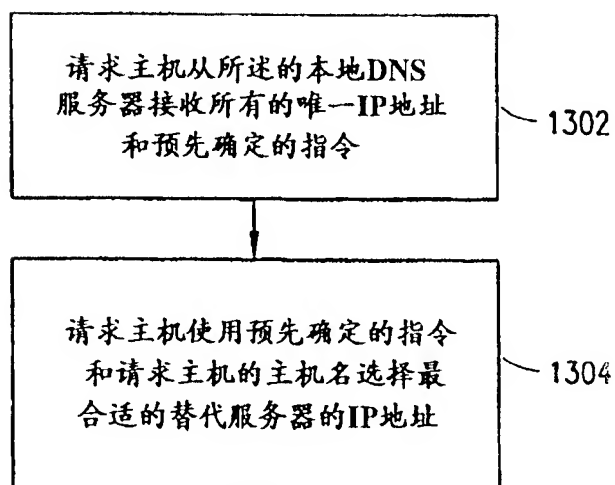 请求主机从所述的本地DNS
服务器接收所有的唯一IP地址
和预先确定的指令
1302
请求主机使用预先确定的指令
和请求主机的主机名选择最
合适的替代服务器的IP地址
1304